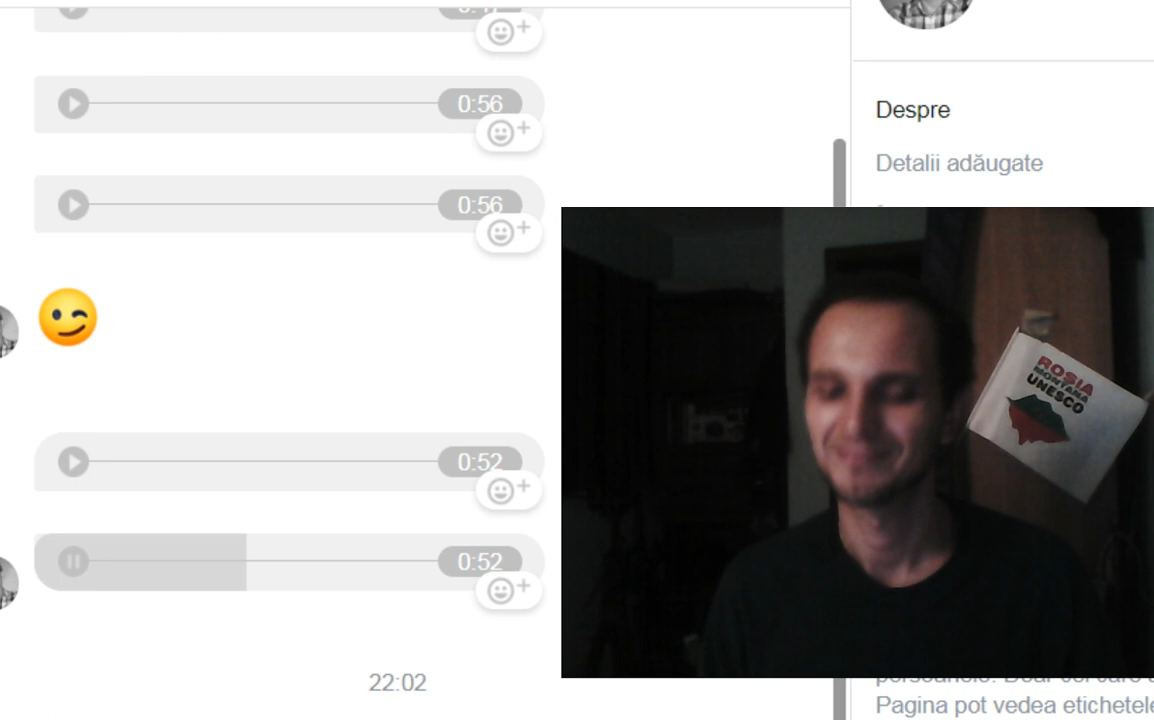 0:56
0:56
0:52
0:52
22:02
Despre
Detalii adăugate
ROSIA
MONTANA
UNESCO
Pagina pot vedea etichetele